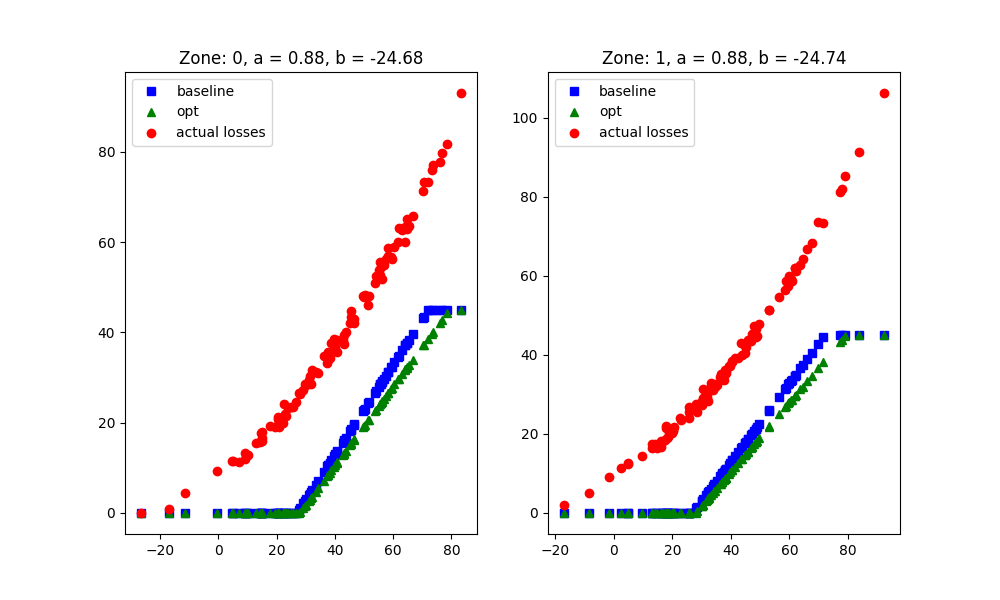 Zone: 0, a = 0.88, b = -24.68
baseline
opt
actual losses
80
60
40
20
0
−20 0 20 40 60 80
Zone: 1, a = 0.88, b = -24.74
baseline
opt
actual losses
100
80
60
40
20
0
−20 0 20 40 60 80